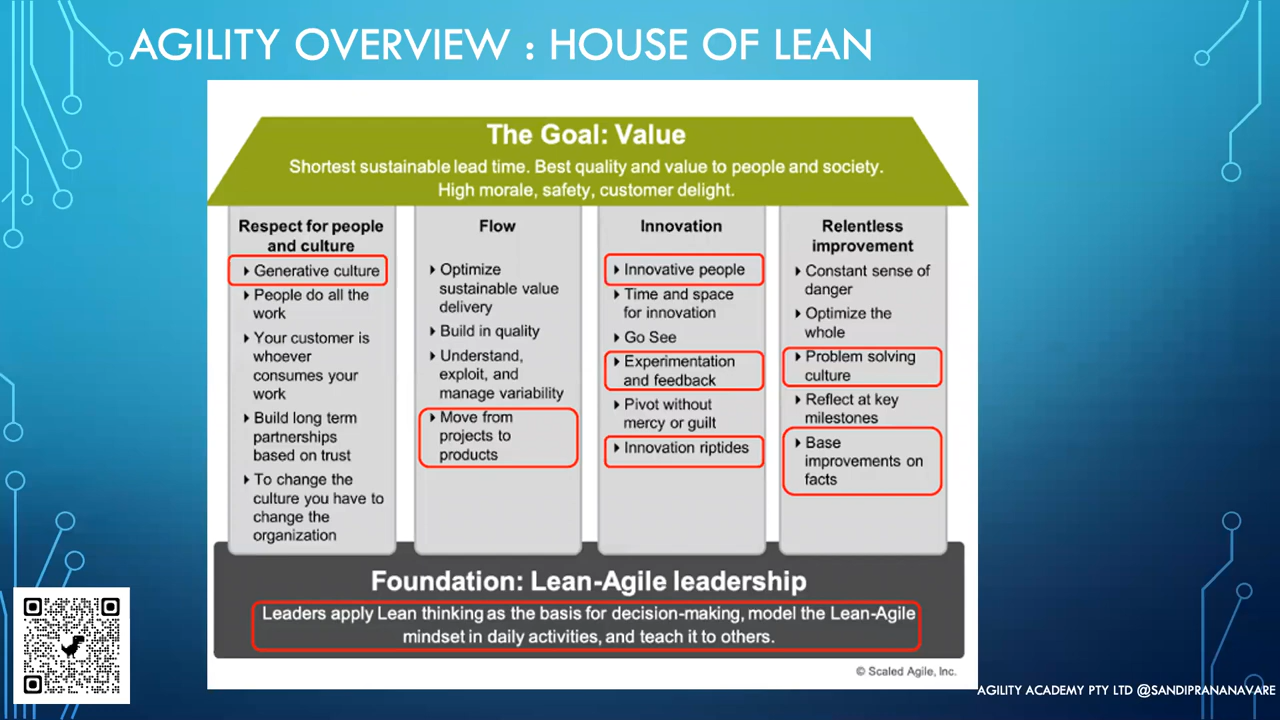 AGILITY OVERVIEW : HOUSE OF LEAN
The Goal: Value
Shortest sustainable lead time. Best quality and value to people and society.
High morale, safety, customer delight.
Respect for people
and culture
Generative culture
People do all the
work
Your customer is
whoever
consumes your
work
Build long term
partnerships
based on trust
To change the
culture you have to
change the
organization
Flow
Optimize
sustainable value
delivery
Build in quality
Understand,
exploit, and
manage variability
Move from
projects to
products
Innovation
Innovative people
Time and space
for innovation
Go See
Experimentation
and feedback
Pivot without
mercy or guilt
Innovation riptides
Relentless
improvement
Constant sense of
danger
Optimize the
whole
Problem solving
culture
Reflect at key
milestones
Base
improvements on
facts
Foundation: Lean-Agile leadership
Leaders apply Lean thinking as the basis for decision-making, model the Lean-Agile
mindset in daily activities, and teach it to others.
© Scaled Agile, Inc.
AGILITY ACADEMY PTY LTD @SANDIPRANANAVARE